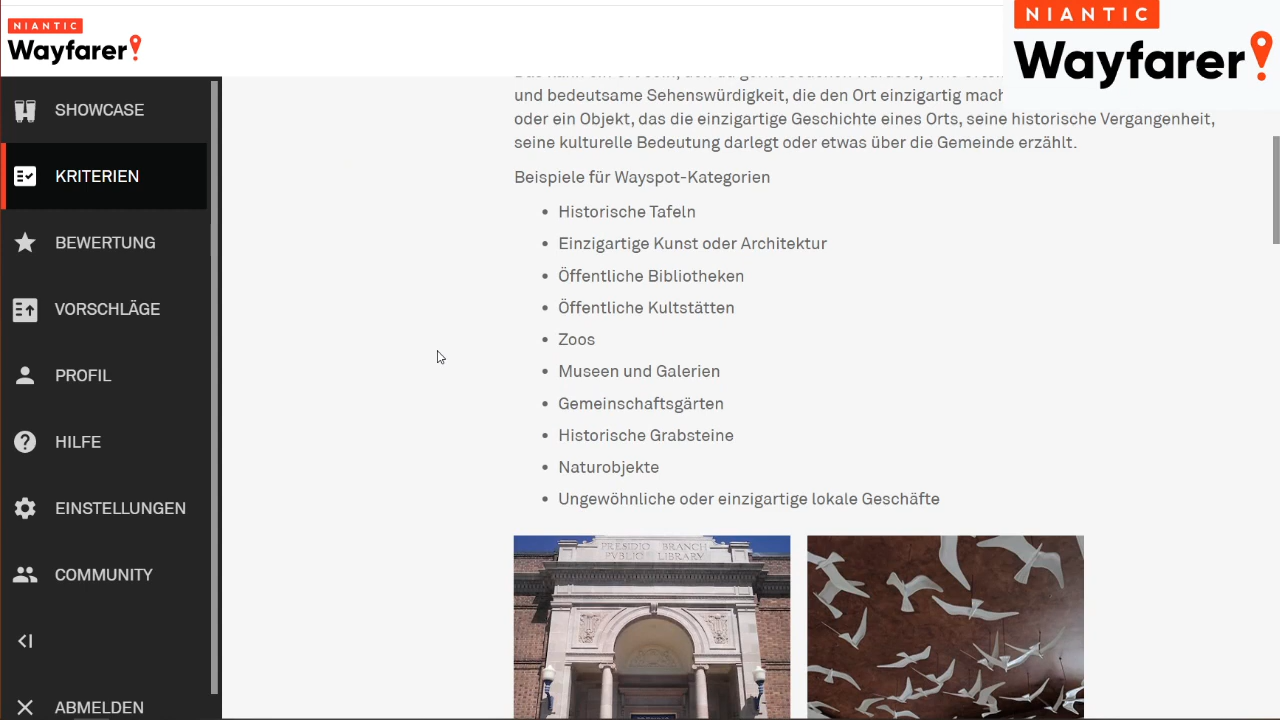 NIANTIC
Wayfarer!
NIANTIC
Wayfarer!
SHOWCASE
KRITERIEN
BEWERTUNG
VORSCHLÄGE
PROFIL
HILFE
EINSTELLUNGEN
COMMUNITY
ABMELDEN
und bedeutsame Sehenswürdigkeit, die den Ort einzigartig mach
oder ein Objekt, das die einzigartige Geschichte eines Orts, seine historische Vergangenheit,
seine kulturelle Bedeutung darlegt oder etwas über die Gemeinde erzählt.
Beispiele für Wayspot-Kategorien
• Historische Tafeln
• Einzigartige Kunst oder Architektur
• Öffentliche Bibliotheken
• Öffentliche Kultstätten
• Zoos
• Museen und Galerien
• Gemeinschaftsgärten
• Historische Grabsteine
• Naturobjekte
• Ungewöhnliche oder einzigartige lokale Geschäfte
PRESIDIO BRANCH
PVBLIC LIBRARY